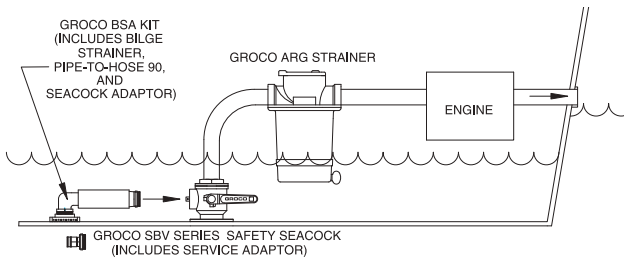 GROCO BSA KIT
(INCLUDES BILGE
STRAINER,
PIPE-TO-HOSE 90,
AND
SEACOCK ADAPTOR)
GROCO ARG STRAINER
ENGINE
GROCO
GROCO SBV SERIES SAFETY SEACOCK
(INCLUDES SERVICE ADAPTOR)